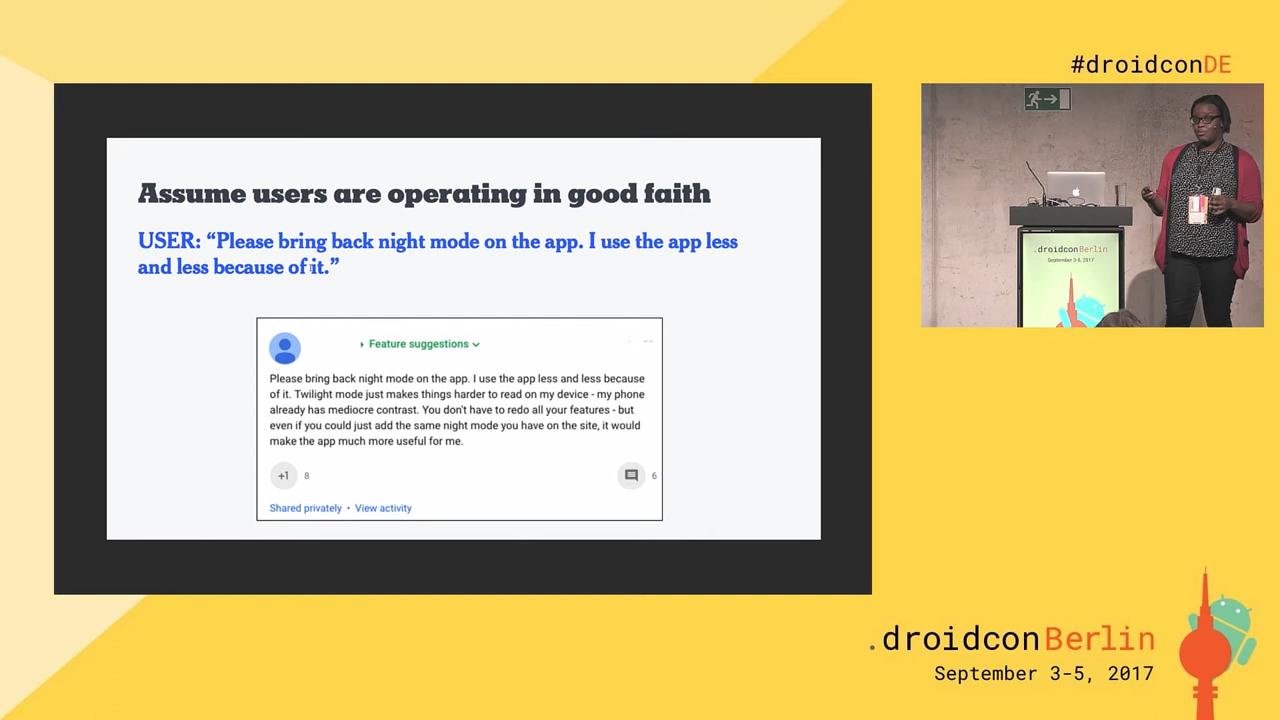 #droidconDE
Assume users are operating in good faith
USER: “Please bring back night mode on the app. I use the app less
and less because of it.”
Feature suggestions
Please bring back night mode on the app. I use the app less and less because
of it. Twilight mode just makes things harder to read on my device - my phone
already has mediocre contrast. You don't have to redo all your features - but
even if you could just add the same night mode you have on the site, it would
make the app much more useful for me.
+1 8
6
Shared privately • View activity
.droidconBerlin
September 3-5, 2017
.droidconBerlin
September 3-5, 2017